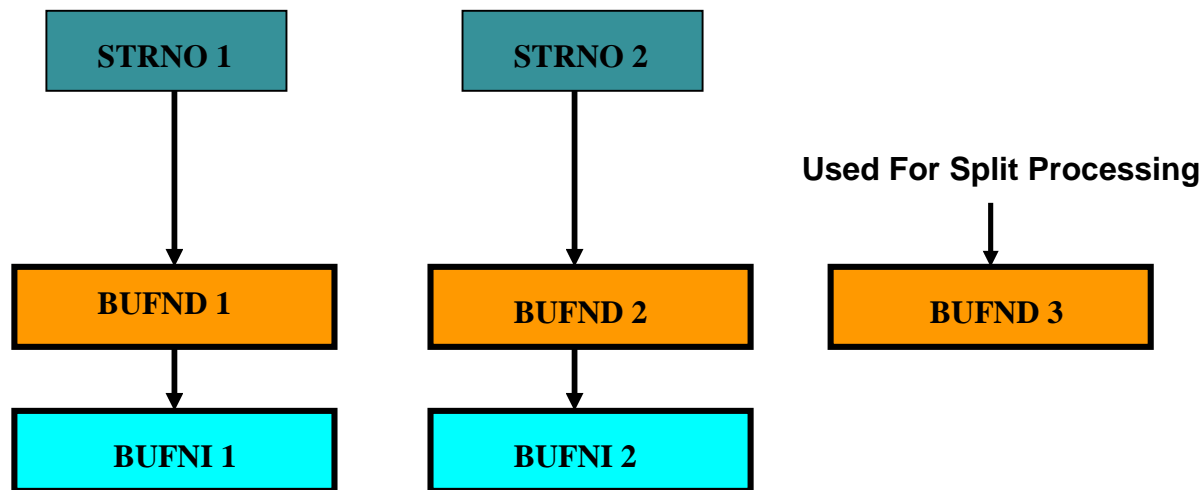 STRNO 1
STRNO 2
Used For Split Processing
BUFND 1
BUFND 2
BUFND 3
BUFNI 1
BUFNI 2